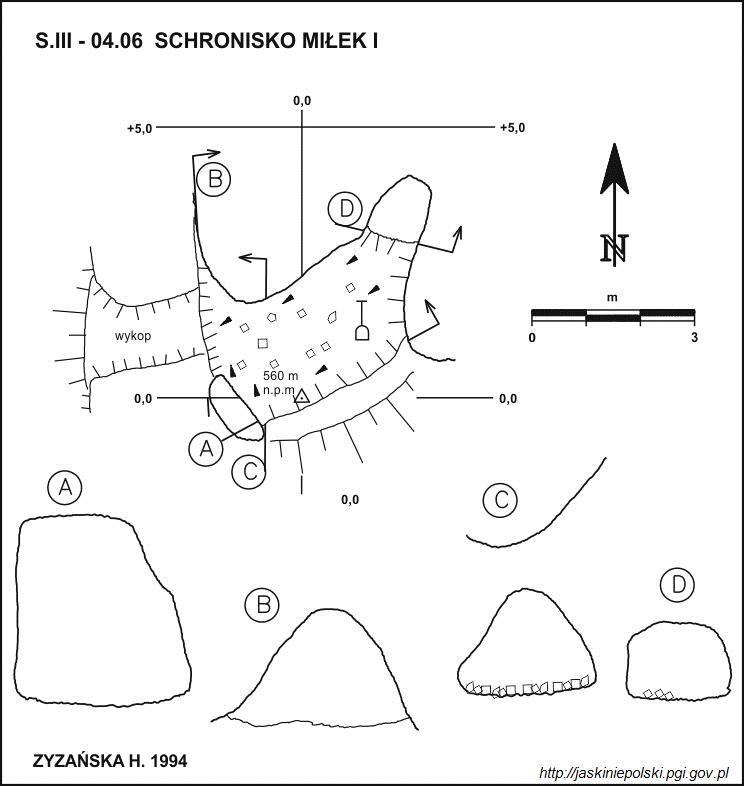 S.III - 04.06 SCHRONISKO MIŁEK I
0,0
+5,0
+5,0
B
D
N
m
0
3
wykop
560 m
n.p.m
0,0
0,0
A
C
0,0
A
C
B
D
ZYZAŃSKA H. 1994
http://jaskiniepolski.pgi.gov.pl